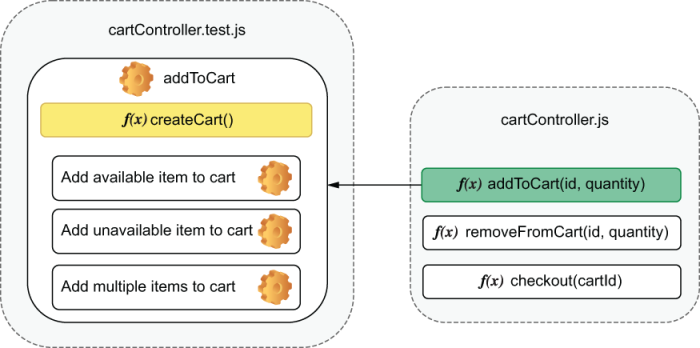 cartController.test.js
addToCart
f(x) createCart()
Add available item to cart
Add unavailable item to cart
Add multiple items to cart
cartController.js
f(x) addToCart(id, quantity)
f(x) removeFromCart(id, quantity)
f(x) checkout(cartId)